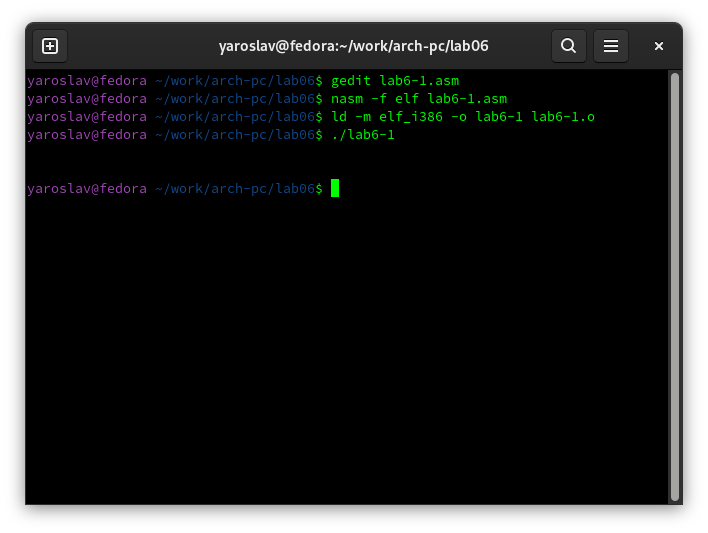 yaroslav@fedora:~/work/arch-pc/lab06
yaroslav@fedora ~/work/arch-pc/lab06$ gedit lab6-1.asm
yaroslav@fedora ~/work/arch-pc/lab06$ nasm -f elf lab6-1.asm
yaroslav@fedora ~/work/arch-pc/lab06$ ld -m elf_i386 -o lab6-1 lab6-1.o
yaroslav@fedora ~/work/arch-pc/lab06$ ./lab6-1
yaroslav@fedora ~/work/arch-pc/lab06$